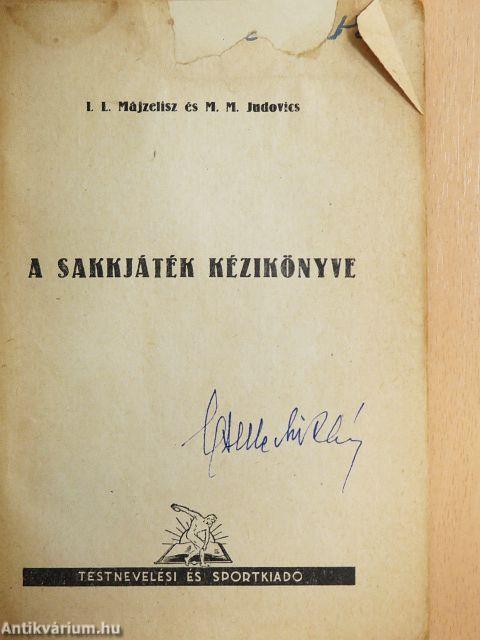 I. L. Májzelisz és M. M. Judovics
A SAKKJÁTÉK KÉZIKÖNYVE
TESTNEVELÉSI ÉS SPORTKIADÓ
Antikvárium.hu